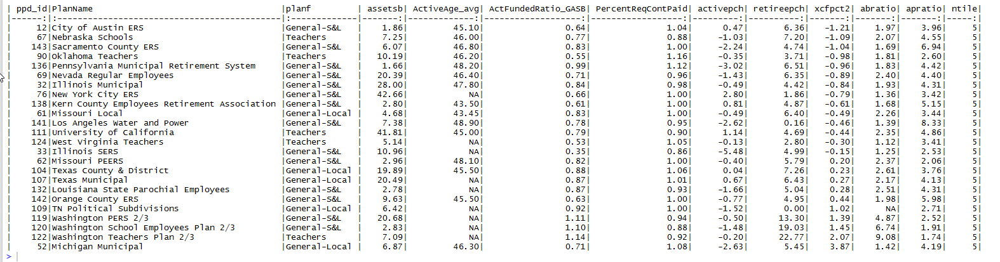 | ppd_id|PlanName                                 |planf         | assetsb| ActiveAge_avg| ActFundedRatio_GASB| PercentReqContPaid| activepch| retireepch| xcfpct2| abratio| apratio| ntile|
|------:|:----------------------------------------|:-------------|-------:|-------------:|-------------------:|------------------:|---------:|----------:|-------:|-------:|-------:|-----:|
| 12|City of Austin ERS |General-S&L | 1.86| 45.10| 0.64| 1.04| 0.47| 6.36| -1.21| 1.97| 3.96| 5|
| 67|Nebraska Schools |Teachers | 7.25| 46.00| 0.77| 0.88| -1.03| 7.20| -1.09| 2.07| 4.55| 5|
| 143|Sacramento County ERS |General-S&L | 6.07| 46.80| 0.83| 1.00| -2.24| 4.74| -1.04| 1.69| 6.94| 5|
| 90|Oklahoma Teachers |Teachers | 10.19| 46.20| 0.55| 1.16| -0.35| 3.71| -0.98| 1.81| 2.60| 5|
| 136|Pennsylvania Municipal Retirement System |General-S&L | 1.66| 48.20| 0.99| 1.12| -3.02| 6.51| -0.96| 1.83| 4.42| 5|
| 69|Nevada Regular Employees |General-S&L | 20.39| 46.40| 0.71| 0.96| -1.43| 6.35| -0.89| 2.40| 4.40| 5|
| 32|Illinois Municipal |General-S&L | 28.00| 47.80| 0.84| 0.98| -0.49| 4.42| -0.84| 1.93| 4.31| 5|
| 76|New York City ERS |General-S&L | 42.66| NA| 0.66| 1.00| 2.80| 1.86| -0.79| 1.36| 3.42| 5|
| 138|Kern County Employees Retirement Association |General-S&L | 2.80| 43.50| 0.61| 1.00| 0.81| 4.87| -0.61| 1.68| 5.15| 5|
| 61|Missouri Local |General-Local | 4.68| 43.45| 0.83| 1.00| -0.49| 6.40| -0.49| 2.26| 3.44| 5|
| 141|Los Angeles Water and Power |General-S&L | 7.38| 48.90| 0.78| 0.95| -2.62| 0.16| -0.46| 1.39| 8.33| 5|
| 111|University of California |Teachers | 41.81| 45.00| 0.79| 0.90| 1.14| 4.69| -0.44| 2.35| 4.86| 5|
| 124|West Virginia Teachers |Teachers | 5.14| NA| 0.53| 1.05| -0.13| 2.80| -0.30| 1.12| 3.41| 5|
| 33|Illinois SERS |General-S&L | 10.96| NA| 0.35| 0.86| -5.48| 4.99| -0.15| 1.25| 2.53| 5|
| 62|Missouri PEERS |General-S&L | 2.96| 48.10| 0.82| 1.00| -0.40| 5.79| 0.20| 2.37| 2.06| 5|
| 104|Texas County & District |General-Local | 19.89| 45.50| 0.88| 1.06| 0.04| 7.26| 0.23| 2.61| 3.76| 5|
| 107|Texas Municipal |General-Local | 20.49| NA| 0.87| 1.01| 0.67| 6.43| 0.27| 2.17| 4.13| 5|
| 132|Louisiana State Parochial Employees |General-S&L | 2.78| NA| 0.87| 0.93| -1.66| 5.04| 0.28| 2.51| 4.31| 5|
| 142|Orange County ERS |General-S&L | 9.63| 45.50| 0.63| 1.00| -0.77| 4.95| 0.44| 1.98| 5.98| 5|
| 109|TN Political Subdivisions |General-Local | 6.42| NA| 0.92| 1.00| -1.52| 0.00| 1.02| NA| 2.71| 5|
| 119|Washington PERS 2/3 |General-S&L | 20.68| NA| 1.11| 0.94| -0.50| 13.30| 1.39| 4.87| 2.52| 5|
| 120|Washington School Employees Plan 2/3 |General-S&L | 2.83| NA| 1.10| 0.88| -1.48| 19.03| 1.45| 6.74| 1.91| 5|
| 122|Washington Teachers Plan 2/3 |Teachers | 7.09| NA| 1.14| 0.92| -0.20| 22.77| 2.07| 9.08| 1.74| 5|
| 52|Michigan Municipal |General-Local | 6.87| 46.30| 0.71| 1.08| -2.63| 5.45| 3.87| 1.42| 4.19| 5|
>